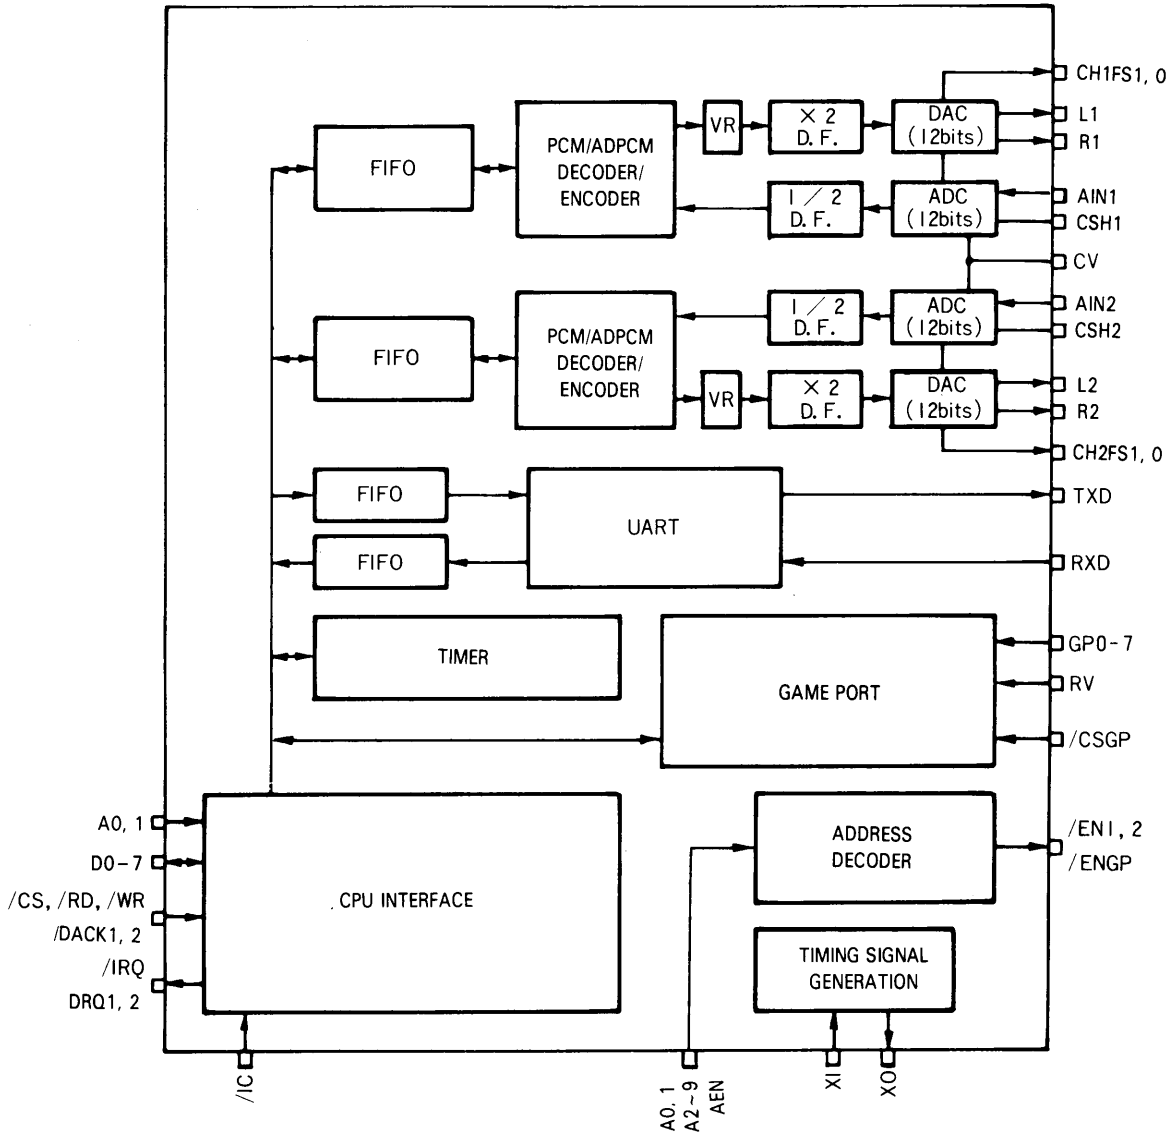 CH1FS1, 0
× 2
D. F.
DAC
(12bits)
L1
VR
R1
PCM/ADPCM
DECODER/
ENCODER
FIFO
1 / 2
D. F.
ADC
(12bits)
AIN1
CSH1
CV
1 / 2
D. F.
ADC
(12bits)
AIN2
CSH2
PCM/ADPCM
DECODER/
ENCODER
FIFO
VR
× 2
D. F.
DAC
(12bits)
L2
R2
CH2FS1, 0
FIFO
TXD
UART
FIFO
RXD
TIMER
GAME PORT
GP0-7
RV
/CSGP
A0, 1
D0-7
/CS, /RD, /WR
/DACK1, 2
/IRQ
DRQ1, 2
CPU INTERFACE
ADDRESS
DECODER
/EN1, 2
/ENGP
TIMING SIGNAL
GENERATION
/IC
A0, 1
A2~9
AEN
XI
XO